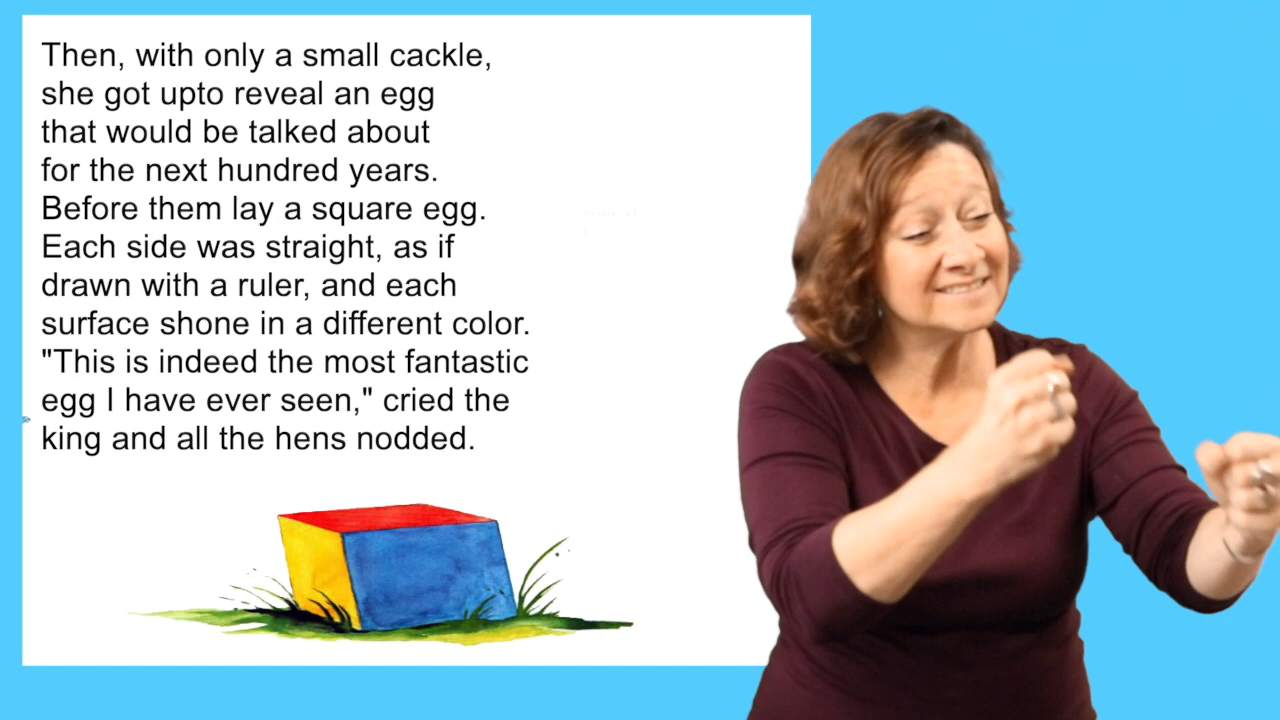 Then, with only a small cackle,
she got upto reveal an egg
that would be talked about
for the next hundred years.
Before them lay a square egg.
Each side was straight, as if
drawn with a ruler, and each
surface shone in a different color.
"This is indeed the most fantastic
egg I have ever seen," cried the
king and all the hens nodded.